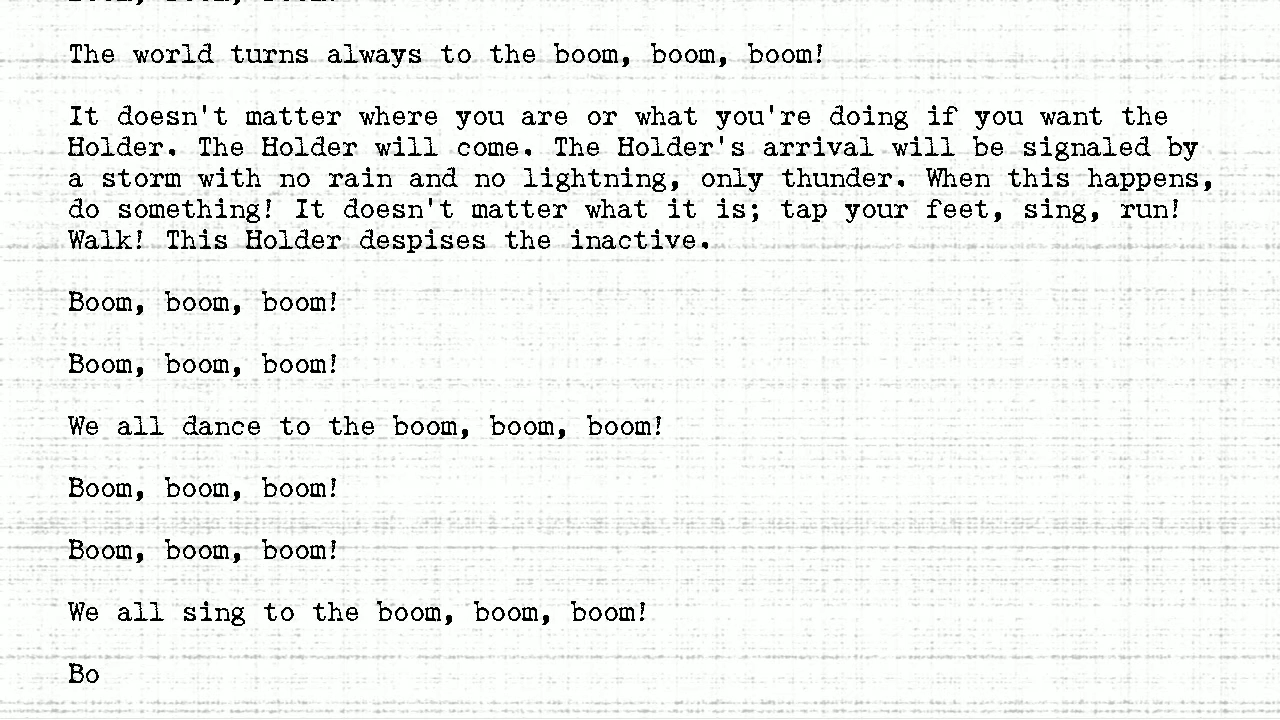 Boom, boom, boom!
The world turns always to the boom, boom, boom!
It doesn't matter where you are or what you're doing if you want the
Holder. The Holder will come. The Holder's arrival will be signaled by
a storm with no rain and no lightning, only thunder. When this happens,
do something! It doesn't matter what it is; tap your feet, sing, run!
Walk! This Holder despises the inactive.
Boom, boom, boom!
Boom, boom, boom!
We all dance to the boom, boom, boom!
Boom, boom, boom!
Boom, boom, boom!
We all sing to the boom, boom, boom!
Bo